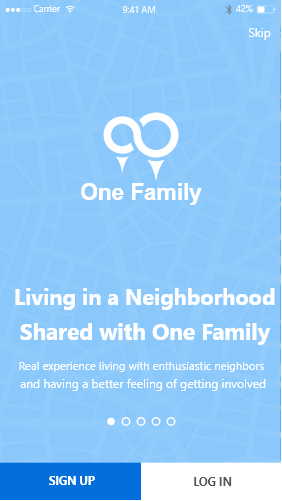 Carrier 9:41 AM 42%
Skip
One Family
Living in a Neighborhood
Shared with One Family
Real experience living with enthusiastic neighbors
and having a better feeling of getting involved
SIGN UP LOG IN